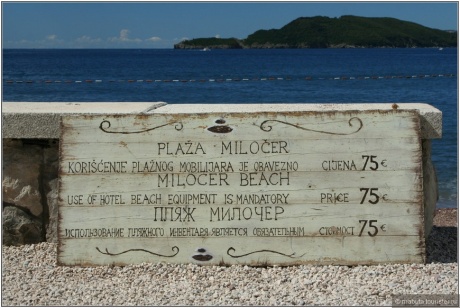 PLAŽA MILOČER
KORIŠĆENJE PLAŽNOG MOBILIJARA JE OBAVEZNO CIJENA 75€
MILOČER BEACH
USE OF HOTEL BEACH EQUIPMENT IS MANDATORY PRICE 75€
ПЛЯЖ МИЛОЧЕР
ИСПОЛЬЗОВАНИЕ ПЛЯЖНОГО ИНВЕНТАРЯ ЯВЛЯЕТСЯ ОБЯЗАТЕЛЬНЫМ СТОИМОСТЬ 75€